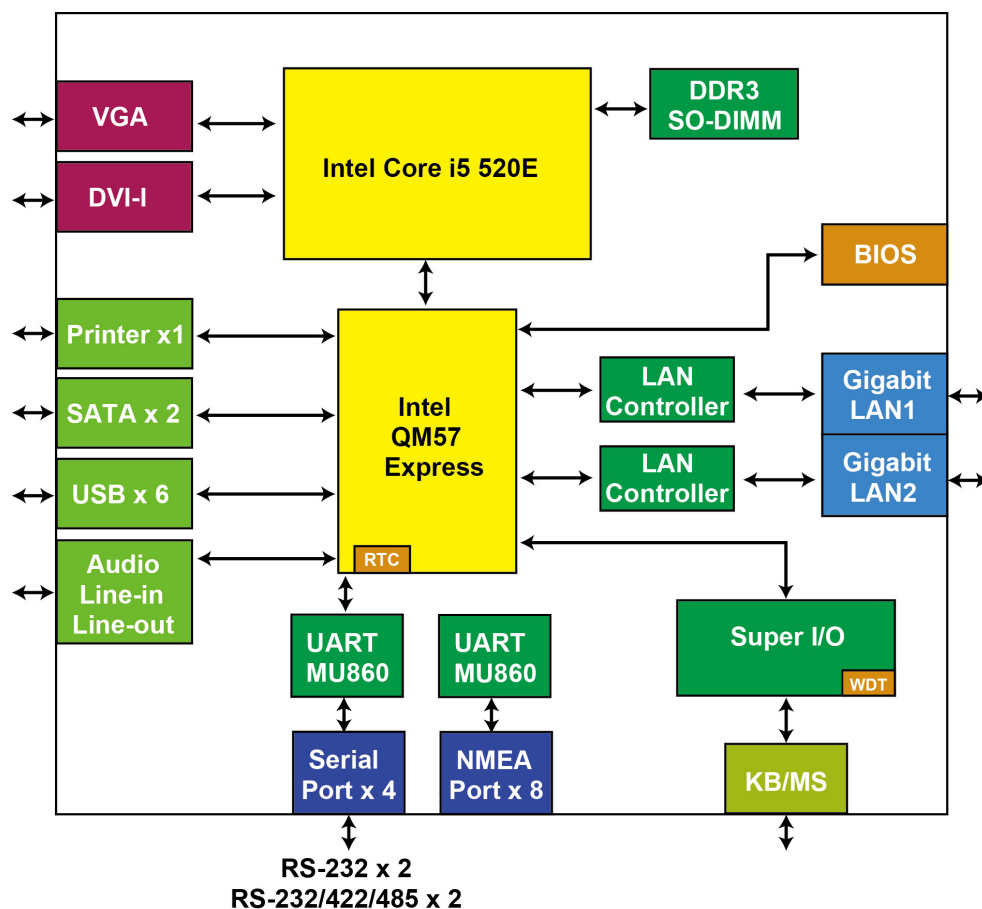 VGA
DVI-I
Intel Core i5 520E
DDR3
SO-DIMM
BIOS
Printer x1
SATA x 2
USB x 6
Audio
Line-in
Line-out
Intel
QM57
Express
RTC
LAN
Controller
Gigabit
LAN1
LAN
Controller
Gigabit
LAN2
UART
MU860
UART
MU860
Super I/O
WDT
Serial
Port x 4
NMEA
Port x 8
KB/MS
RS-232 x 2
RS-232/422/485 x 2